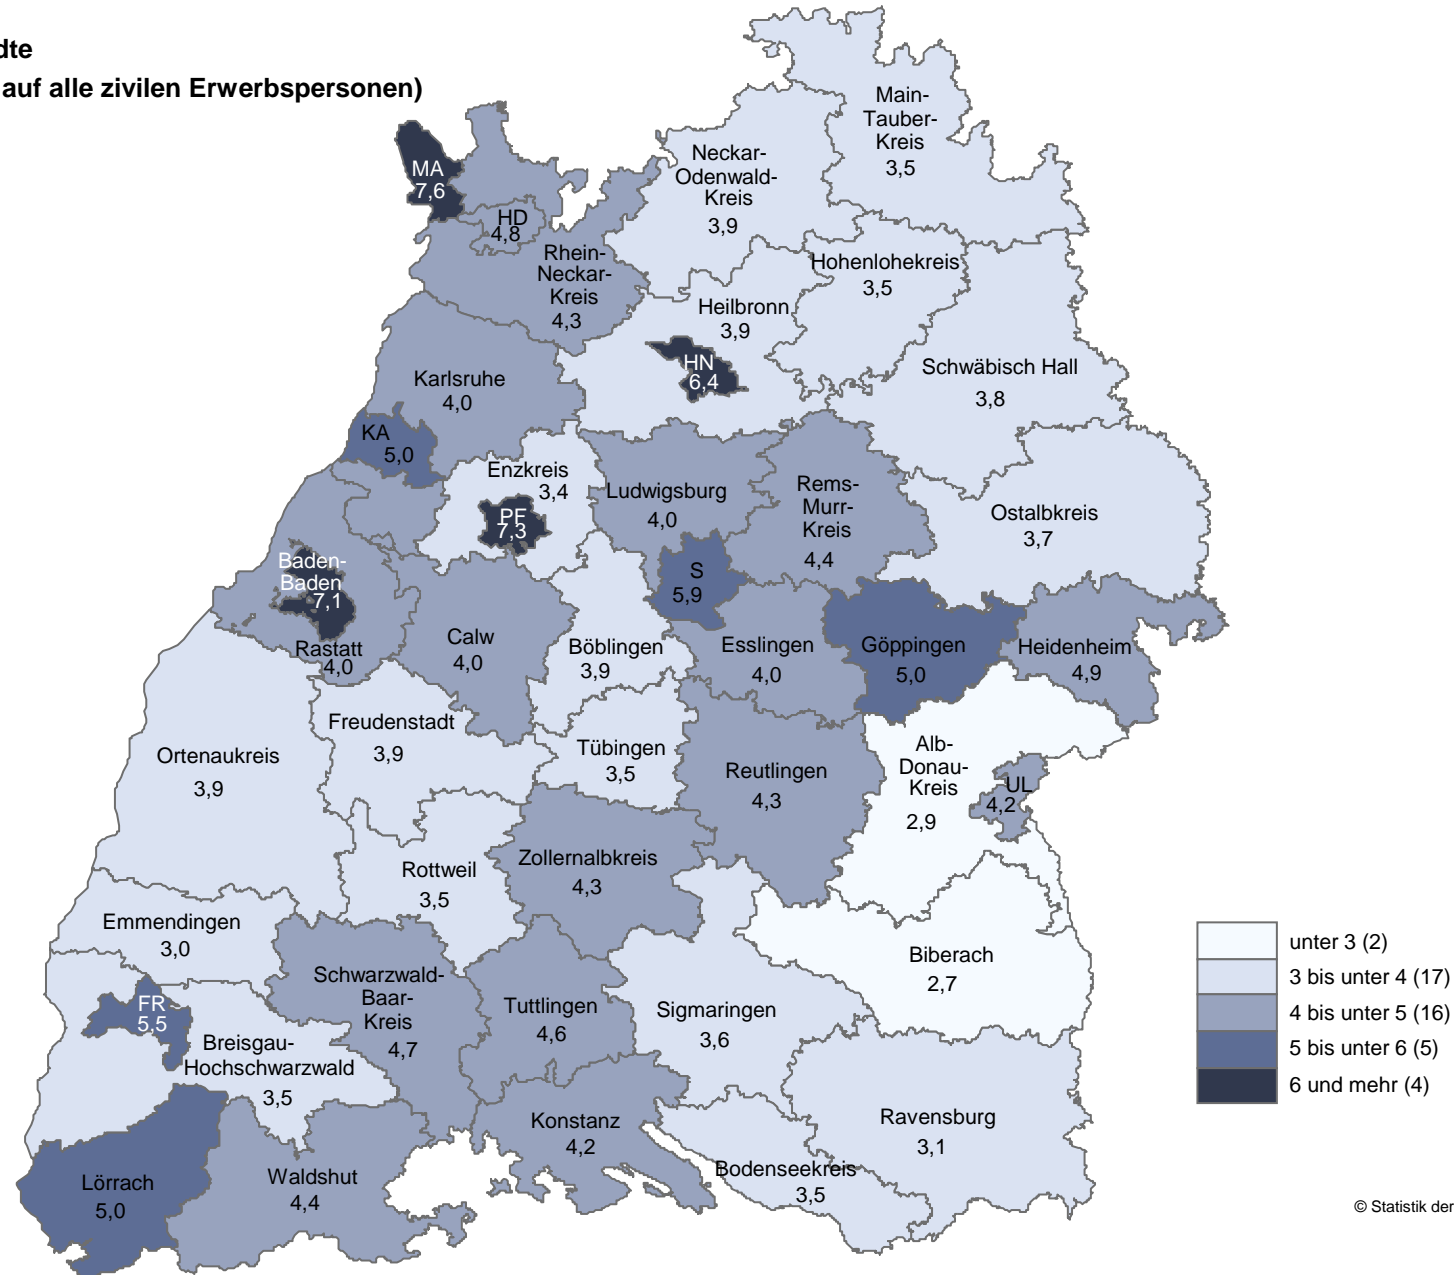 dte
auf alle zivilen Erwerbspersonen)
Main-
Tauber-
Kreis
3,5
Neckar-
Odenwald-
Kreis
3,9
MA
7,6
HD
4,8
Rhein-
Neckar-
Kreis
4,3
Hohenlohekreis
3,5
Heilbronn
3,9
HN
6,4
Schwäbisch Hall
3,8
Karlsruhe
4,0
KA
5,0
Enzkreis
3,4
PF
7,3
Ludwigsburg
4,0
Rems-
Murr-
Kreis
4,4
Ostalbkreis
3,7
Baden-
Baden
7,1
Rastatt
4,0
S
5,9
Calw
4,0
Böblingen
3,9
Esslingen
4,0
Göppingen
5,0
Heidenheim
4,9
Freudenstadt
3,9
Ortenaukreis
3,9
Tübingen
3,5
Reutlingen
4,3
Alb-
Donau-
Kreis
2,9
UL
4,2
Rottweil
3,5
Zollernalbkreis
4,3
Emmendingen
3,0
Biberach
2,7
Schwarzwald-
Baar-
Kreis
4,7
Tuttlingen
4,6
Sigmaringen
3,6
FR
5,5
Breisgau-
Hochschwarzwald
3,5
Konstanz
4,2
Ravensburg
3,1
Bodenseekreis
3,5
Lörrach
5,0
Waldshut
4,4
unter 3 (2)
3 bis unter 4 (17)
4 bis unter 5 (16)
5 bis unter 6 (5)
6 und mehr (4)
© Statistik der